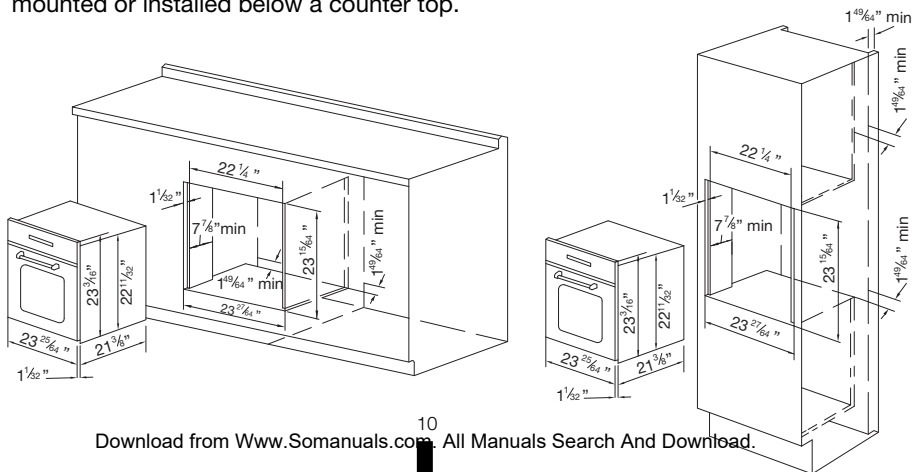 mounted or installed below a counter top.
1⁴⁹⁄₆₄” min
1⁴⁹⁄₆₄” min
22 ¼ ”
1¹⁄₃₂”
7⅞”min
1⁴⁹⁄₆₄” min
23 ¹⁵⁄₆₄”
1⁴⁹⁄₆₄” min
23 ²⁷⁄₆₄ ”
23³⁄₁₆”
22¹¹⁄₃₂”
23 ²⁵⁄₆₄ ”
21⅜”
1¹⁄₃₂”
22 ¼ ”
1¹⁄₃₂”
7⅞”min
23 ¹⁵⁄₆₄”
1⁴⁹⁄₆₄” min
23 ²⁷⁄₆₄ ”
23³⁄₁₆”
22¹¹⁄₃₂”
23 ²⁵⁄₆₄ ”
21⅜”
1¹⁄₃₂”
10
Download from Www.Somanuals.com. All Manuals Search And Download.